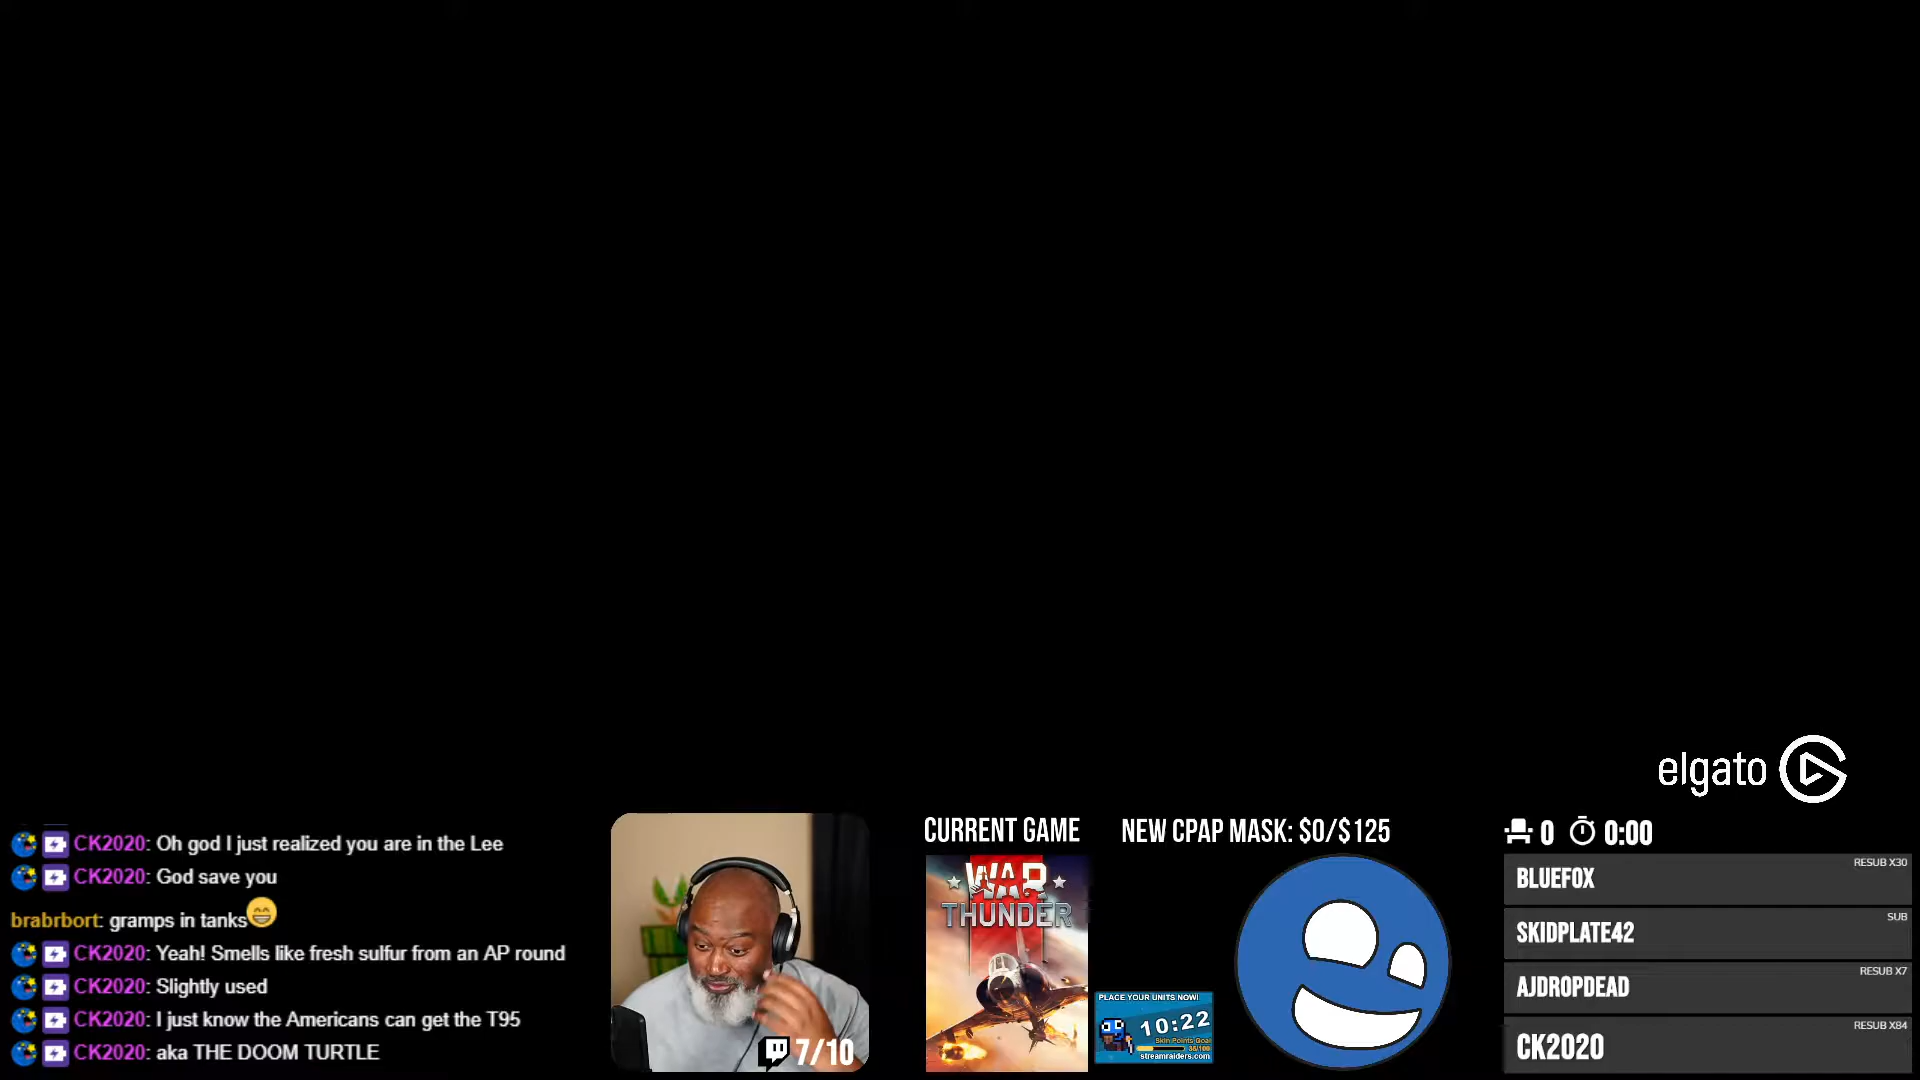 elgato
CK2020: Oh god I just realized you are in the Lee
CK2020: God save you
brabrbort: gramps in tanks
CK2020: Yeah! Smells like fresh sulfur from an AP round
CK2020: Slightly used
CK2020: I just know the Americans can get the T95
CK2020: aka THE DOOM TURTLE
7/10
CURRENT GAME
WAR
THUNDER
NEW CPAP MASK: $0/$125
PLACE YOUR UNITS NOW!
10:22
Skin Points Goal
streamraiders.com
0 0:00
RESUB X30
BLUEFOX
SUB
SKIDPLATE42
RESUB X7
AJDROPDEAD
RESUB X84
CK2020